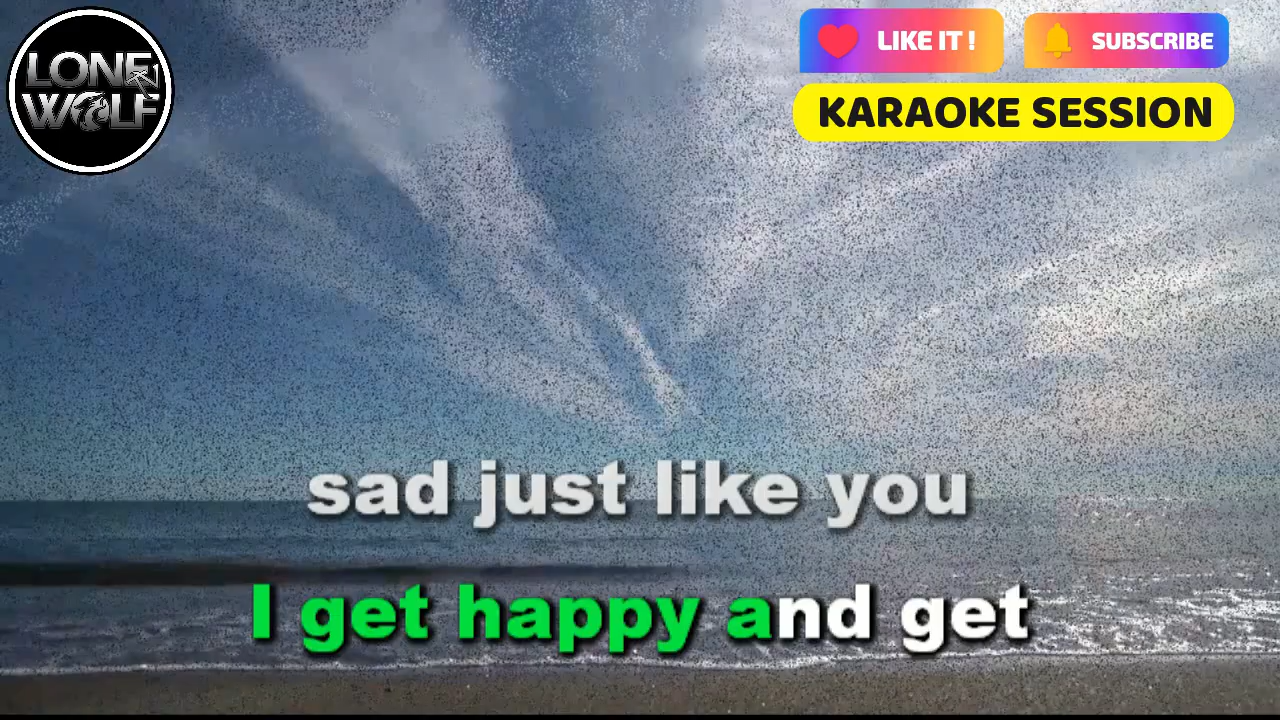 LONE
WOLF
LIKE IT !
SUBSCRIBE
KARAOKE SESSION
sad just like you
I get happy and get